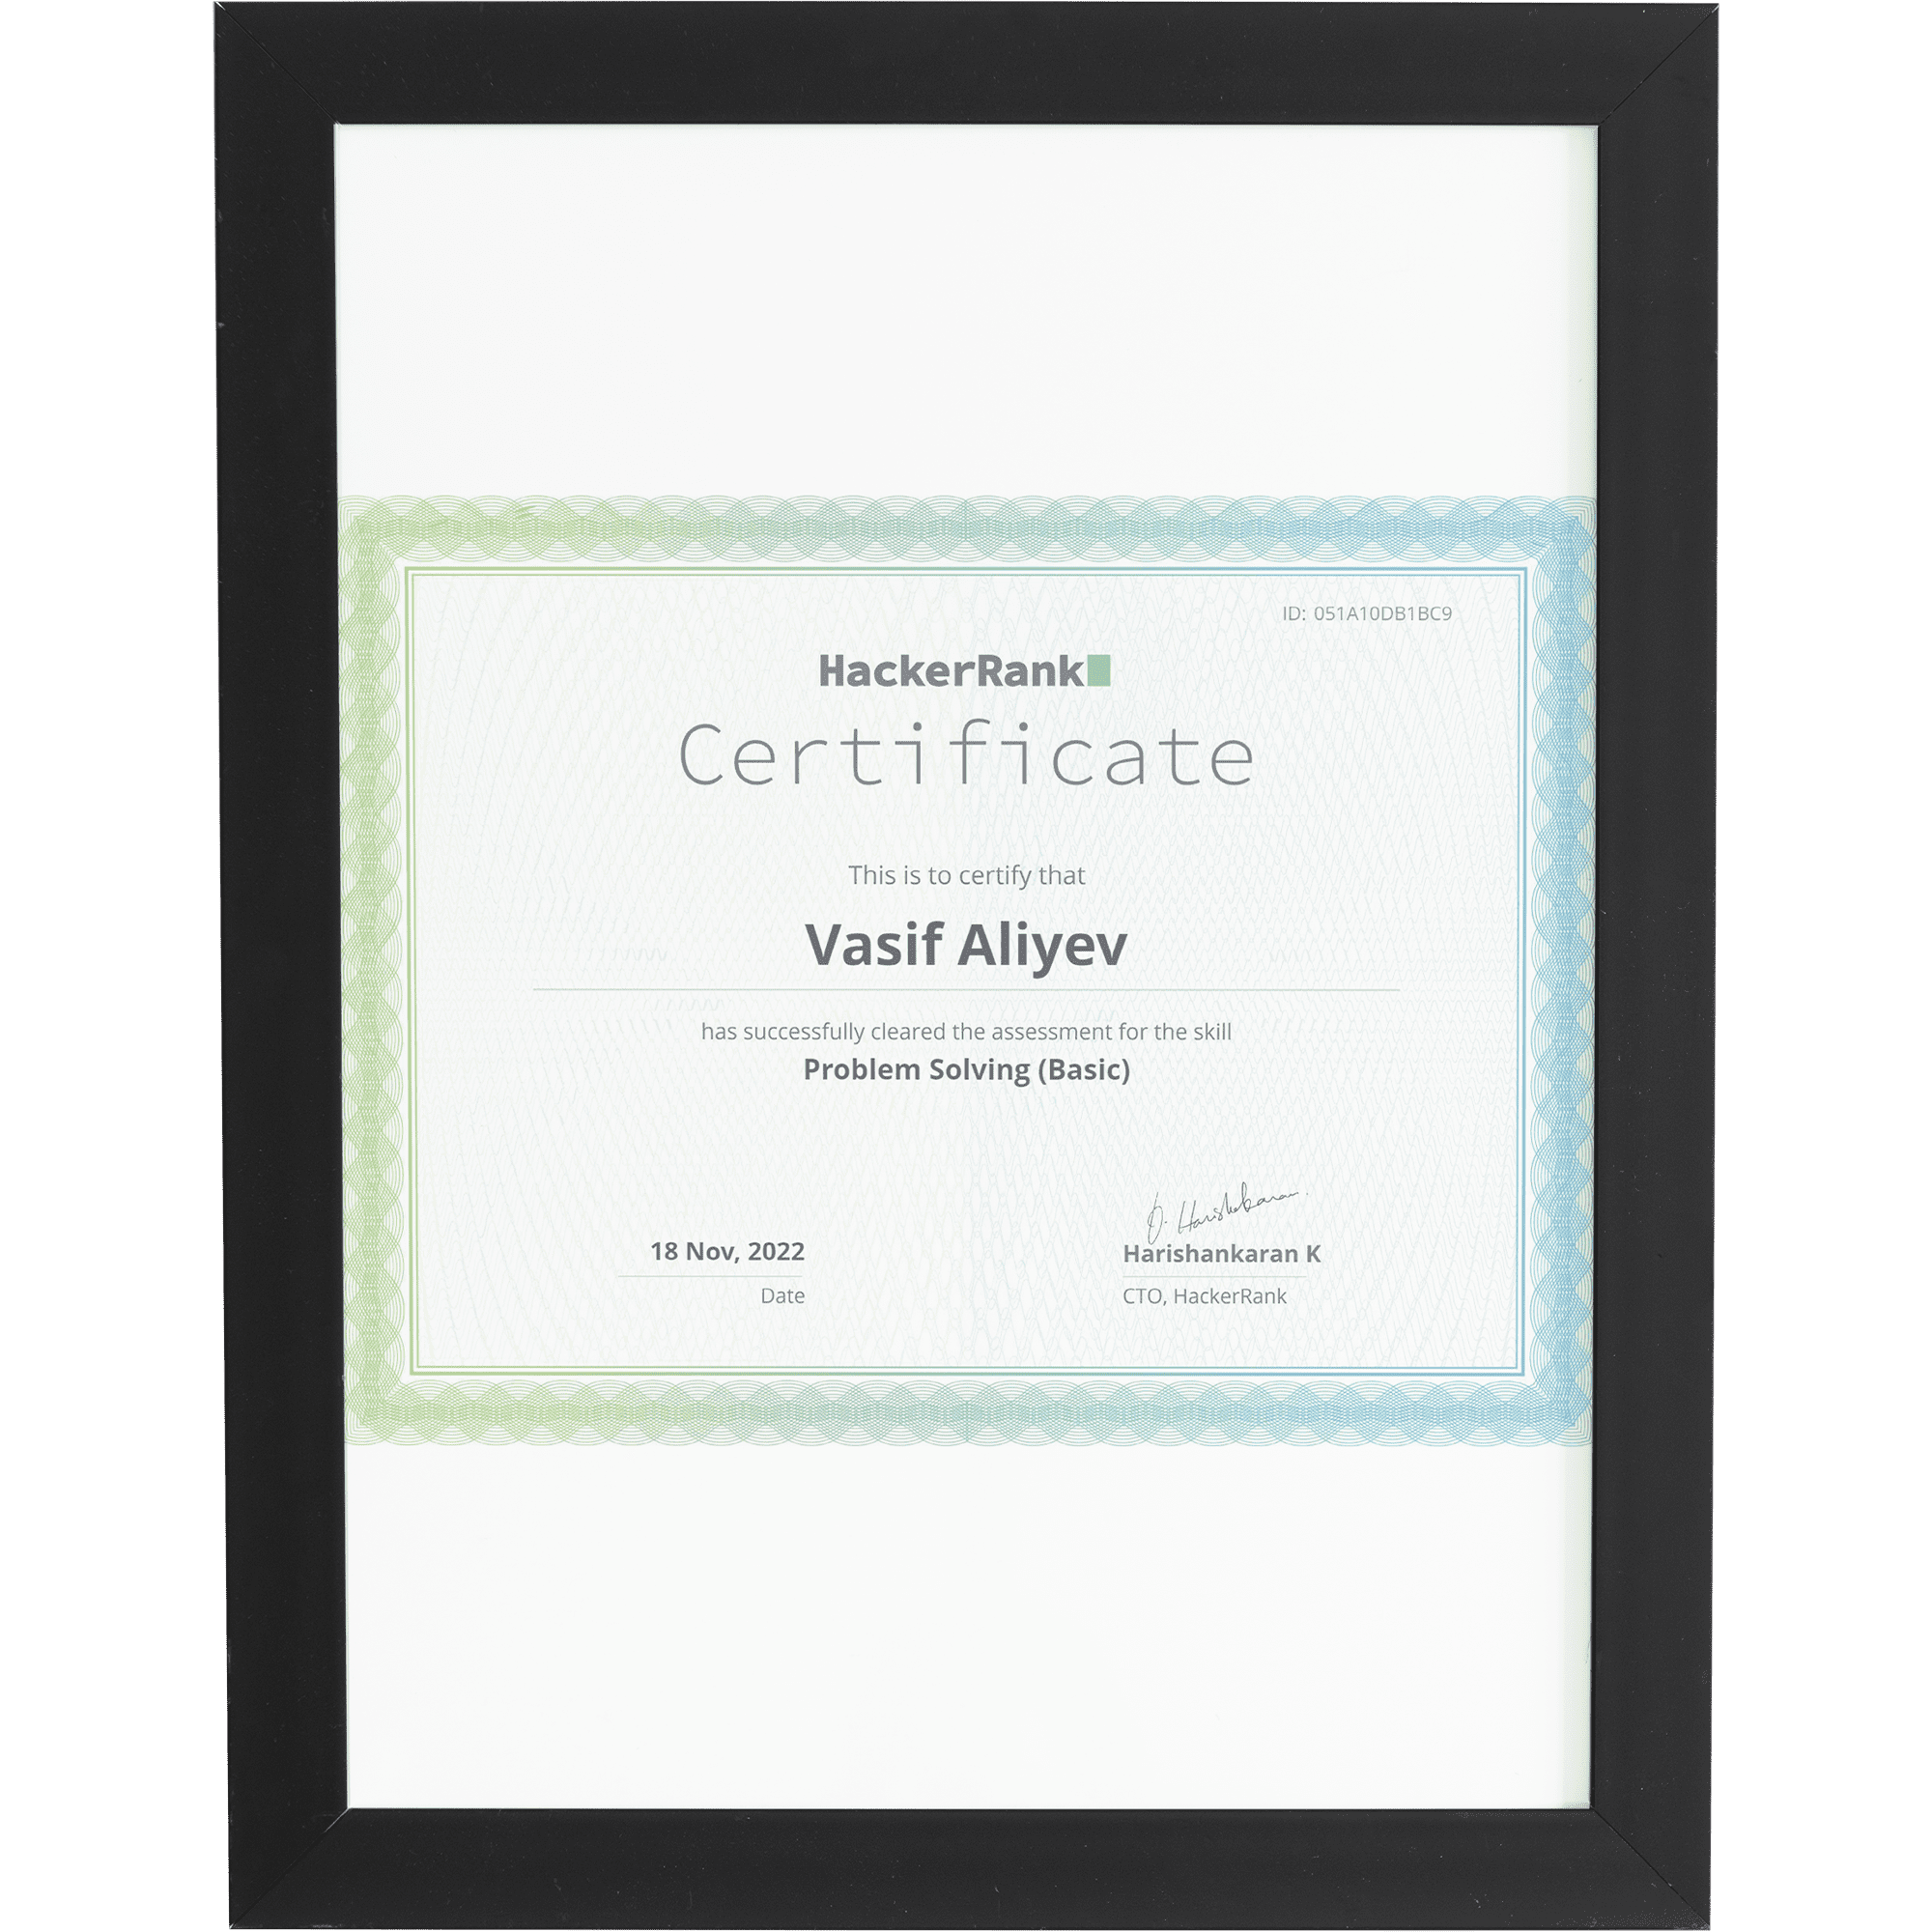 ID: 051A10DB1BC9
HackerRank
Certificate
This is to certify that
Vasif Aliyev
has successfully cleared the assessment for the skill
Problem Solving (Basic)
18 Nov, 2022
Date
Harishankaran K
CTO, HackerRank